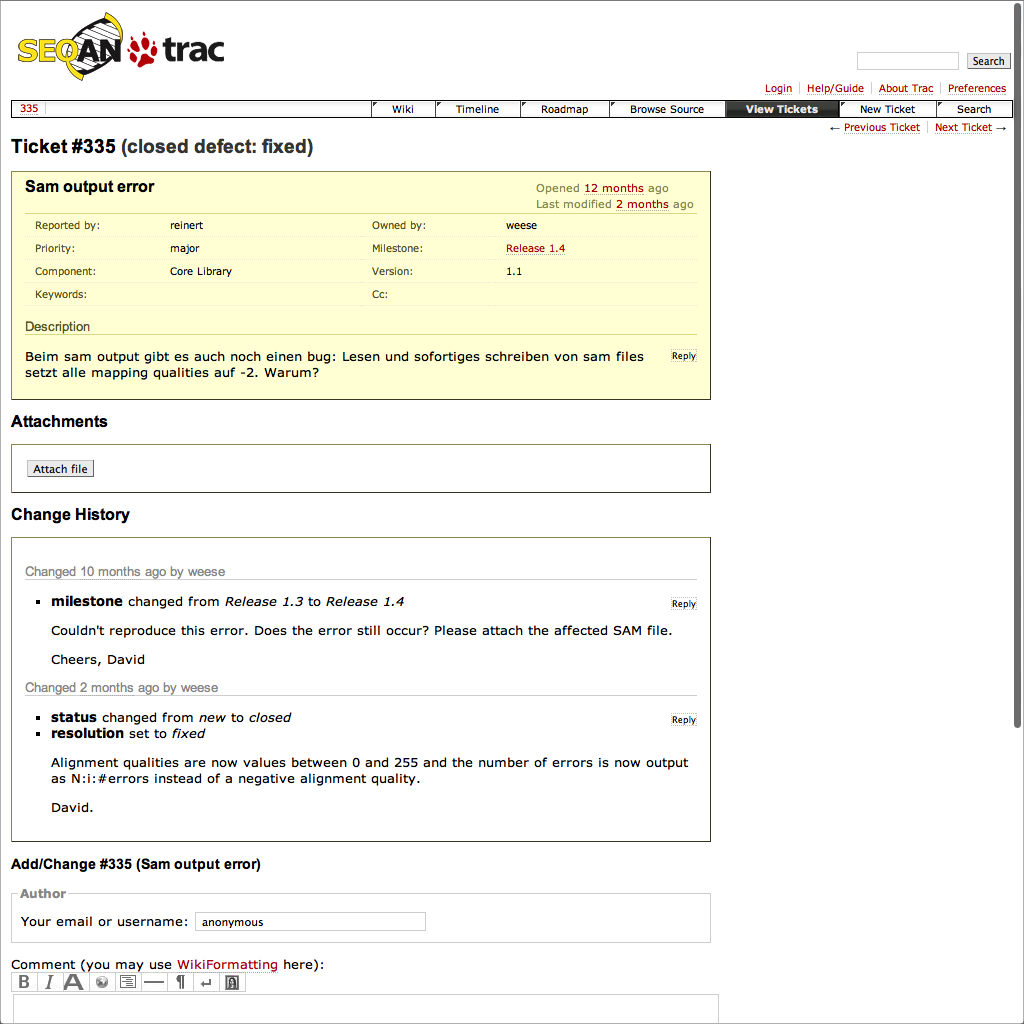 SEQAN trac
Search
Login Help/Guide About Trac Preferences
335 Wiki Timeline Roadmap Browse Source View Tickets New Ticket Search
← Previous Ticket Next Ticket →
Ticket #335 (closed defect: fixed)
Sam output error
Opened 12 months ago
Last modified 2 months ago
Reported by: reinert Owned by: weese
Priority: major Milestone: Release 1.4
Component: Core Library Version: 1.1
Keywords: Cc:
Description
Beim sam output gibt es auch noch einen bug: Lesen und sofortiges schreiben von sam files Reply
setzt alle mapping qualities auf -2. Warum?
Attachments
Attach file
Change History
Changed 10 months ago by weese
▪ milestone changed from Release 1.3 to Release 1.4 Reply
Couldn't reproduce this error. Does the error still occur? Please attach the affected SAM file.
Cheers, David
Changed 2 months ago by weese
▪ status changed from new to closed Reply
▪ resolution set to fixed
Alignment qualities are now values between 0 and 255 and the number of errors is now output
as N:i:#errors instead of a negative alignment quality.
David.
Add/Change #335 (Sam output error)
Author
Your email or username: anonymous
Comment (you may use WikiFormatting here):
B I A ¶ ↵